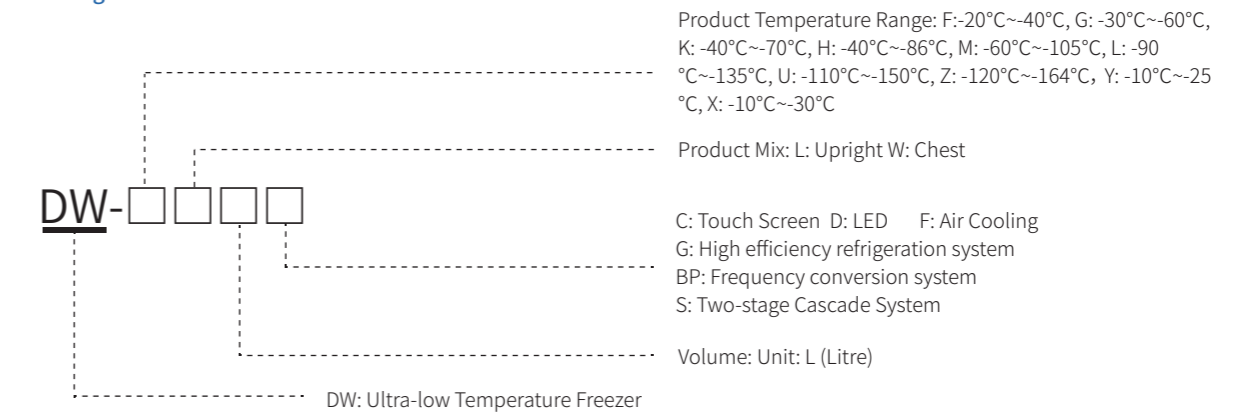 Product Temperature Range: F:-20°C~-40°C, G: -30°C~-60°C,
K: -40°C~-70°C, H: -40°C~-86°C, M: -60°C~-105°C, L: -90
°C~-135°C, U: -110°C~-150°C, Z: -120°C~-164°C，Y: -10°C~-25
°C, X: -10°C~-30°C
Product Mix: L: Upright W: Chest
DW-□□□□
C: Touch Screen D: LED F: Air Cooling
G: High efficiency refrigeration system
BP: Frequency conversion system
S: Two-stage Cascade System
Volume: Unit: L (Litre)
DW: Ultra-low Temperature Freezer